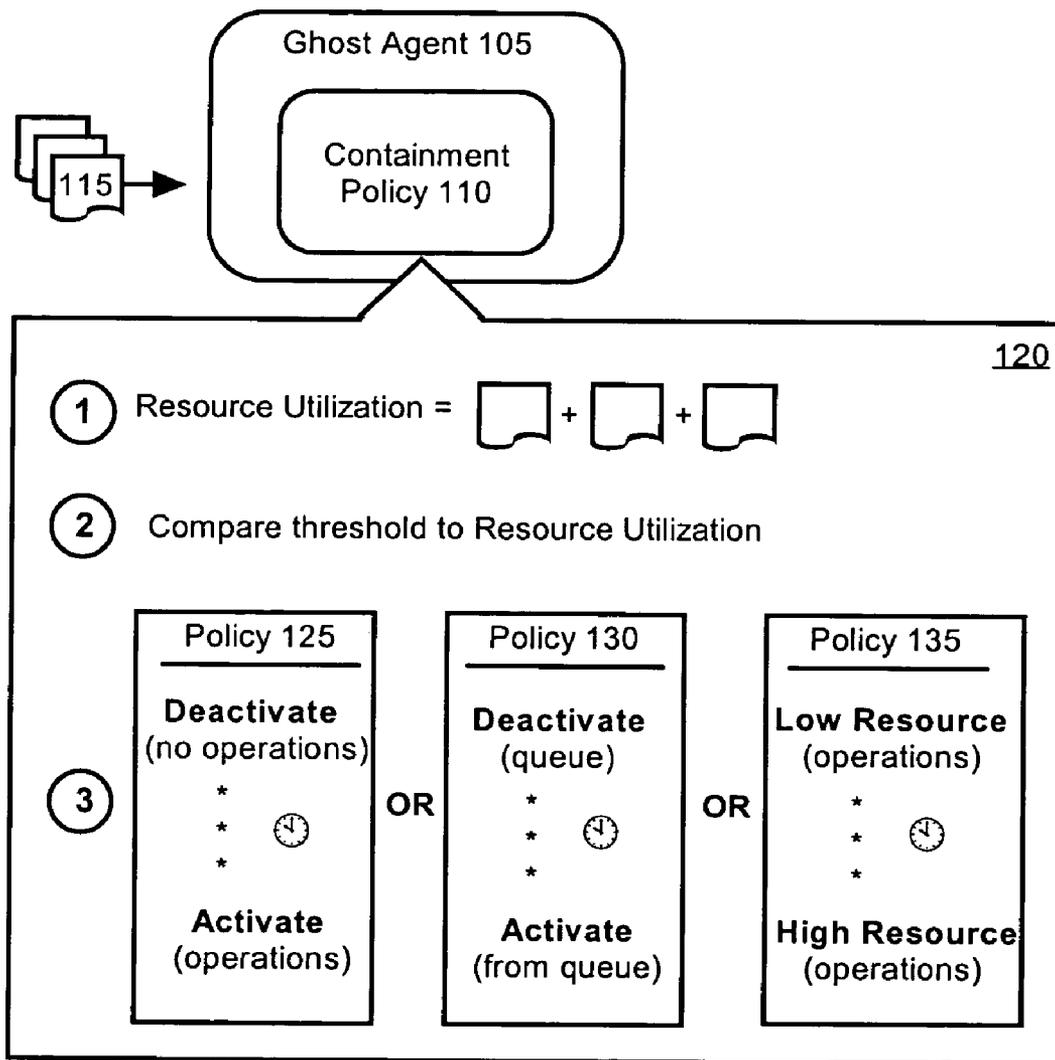 Ghost Agent 105
Containment
Policy 110
115
120
1 Resource Utilization = + +
2 Compare threshold to Resource Utilization
3
Policy 125
Deactivate
(no operations)
*
*
*
Activate
(operations)
OR
Policy 130
Deactivate
(queue)
*
*
*
Activate
(from queue)
OR
Policy 135
Low Resource
(operations)
*
*
*
High Resource
(operations)